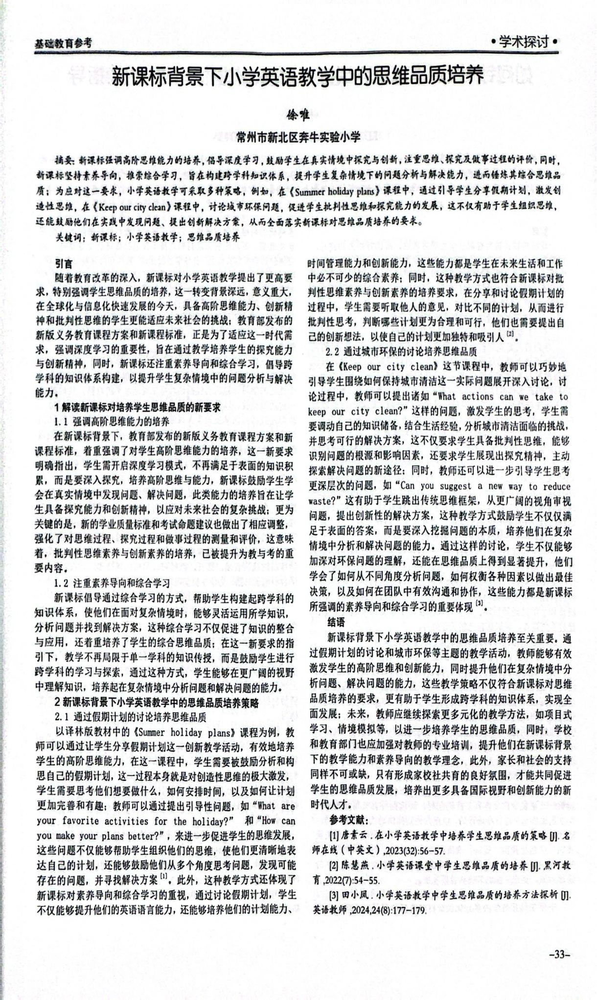 基础教育参考
•学术探讨•
新课标背景下小学英语教学中的思维品质培养
徐唯
常州市新北区奔牛实验小学
摘要：新课标强调高阶思维能力的培养，倡导深度学习，鼓励学生在真实情境中探究与创新，注重思维、探究及做事过程的评价，同时，
新课标坚持素养导向，推崇综合学习，旨在构建跨学科知识体系，提升学生复杂情境下的问题分析与解决能力，进而锤炼其综合思维品
质；为应对这一要求，小学英语教学可采取多种策略，例如，在《Summer holiday plans》课程中，通过引导学生分享假期计划，激发创
造性思维，在《Keep our city clean》课程中，讨论城市环保问题，促进学生批判性思维和探究能力的发展，这不仅有助于学生组织思维，
还能鼓励他们在实践中发现问题、提出创新解决方案，从而全面落实新课标对思维品质培养的要求。
关键词：新课标；小学英语教学；思维品质培养
引言
随着教育改革的深入，新课标对小学英语教学提出了更高要
求，特别强调学生思维品质的培养，这一转变背景深远，意义重大，
在全球化与信息化快速发展的今天，具备高阶思维能力、创新精
神和批判性思维的学生更能适应未来社会的挑战；教育部发布的
新版义务教育课程方案和新课程标准，正是为了适应这一时代需
求，强调深度学习的重要性，旨在通过教学培养学生的探究能力
与创新精神，同时，新课标还注重素养导向和综合学习，倡导跨
学科的知识体系构建，以提升学生复杂情境中的问题分析与解决
能力。
1 解读新课标对培养学生思维品质的新要求
1.1 强调高阶思维能力的培养
在新课标背景下，教育部发布的新版义务教育课程方案和新
课程标准，着重强调了对学生高阶思维能力的培养，这一新要求
明确指出，学生需开启深度学习模式，不再满足于表面的知识积
累，而是要深入探究，培养高阶思维与能力，新课标鼓励学生学
会在真实情境中发现问题、解决问题，此类能力的培养旨在让学
生具备探究能力和创新精神，以应对未来社会的复杂挑战；更为
关键的是，新的学业质量标准和考试命题建议也做出了相应调整，
强化了对思维过程、探究过程和做事过程的测量和评价，这意味
着，批判性思维素养与创新素养的培养，已被提升为教与考的重
要内容。
1.2 注重素养导向和综合学习
新课标倡导通过综合学习的方式，帮助学生构建起跨学科的
知识体系，使他们在面对复杂情境时，能够灵活运用所学知识，
分析问题并找到解决方案，这种综合学习不仅促进了知识的整合
与应用，还着重培养了学生的综合思维品质；在这一新要求的指
引下，教学不再局限于单一学科的知识传授，而是鼓励学生进行
跨学科的学习与探索，通过这种方式，学生能够在更广阔的视野
中理解知识，培养起在复杂情境中分析问题和解决问题的能力。
2 新课标背景下小学英语教学中的思维品质培养策略
2.1 通过假期计划的讨论培养思维品质
以译林版教材中的《Summer holiday plans》课程为例，教
师可以通过让学生分享假期计划这一创新教学活动，有效地培养
学生的高阶思维能力，在这一课程中，学生需要被鼓励分析和构
思自己的假期计划，这一过程本身就是对创造性思维的极大激发，
学生需要思考他们想要做什么，如何安排时间，以及如何让计划
更加完善和有趣；教师可以通过提出引导性问题，如“What are
your favorite activities for the holiday?” 和“How can
you make your plans better?”，来进一步促进学生的思维发展，
这些问题不仅能够帮助学生组织他们的思维，使他们更清晰地表
达自己的计划，还能够鼓励他们从多个角度思考问题，发现可能
存在的问题，并寻找解决方案[1]。此外，这种教学方式还体现了
新课标对素养导向和综合学习的重视，通过讨论假期计划，学生
不仅能够提升他们的英语语言能力，还能够培养他们的计划能力、
时间管理能力和创新能力，这些能力都是学生在未来生活和工作
中必不可少的综合素养；同时，这种教学方式也符合新课标对批
判性思维素养与创新素养的培养要求，在分享和讨论假期计划的
过程中，学生需要听取他人的意见，对比不同的计划，从而进行
批判性思考，判断哪些计划更为合理和可行，他们也需要提出自
己的创新想法，以使自己的计划更加独特和吸引人[2]。
2.2 通过城市环保的讨论培养思维品质
在《Keep our city clean》这节课程中，教师可以巧妙地
引导学生围绕如何保持城市清洁这一实际问题展开深入讨论，讨
论过程中，教师可以提出诸如“What actions can we take to
keep our city clean?”这样的问题，激发学生的思考，学生需
要调动自己的知识储备，结合生活经验，分析城市清洁面临的挑战，
并思考可行的解决方案，这不仅要求学生具备批判性思维，能够
识别问题的根源和影响因素，还要求学生展现出探究精神，主动
探索解决问题的新途径；同时，教师还可以进一步引导学生思考
更深层次的问题，如“Can you suggest a new way to reduce
waste?”这有助于学生跳出传统思维框架，从更广阔的视角审视
问题，提出创新性的解决方案，这种教学方式鼓励学生不仅仅满
足于表面的答案，而是要深入挖掘问题的本质，培养他们在复杂
情境中分析和解决问题的能力。通过这样的讨论，学生不仅能够
加深对环保问题的理解，还能在思维品质上得到显著提升，他们
学会了如何从不同角度分析问题，如何权衡各种因素以做出最佳
决策，以及如何在团队中有效沟通和协作，这些能力都是新课标
所强调的素养导向和综合学习的重要体现[3]。
结语
新课标背景下小学英语教学中的思维品质培养至关重要。通
过假期计划的讨论和城市环保等主题的教学活动，教师能够有效
激发学生的高阶思维和创新能力，同时提升他们在复杂情境中分
析问题、解决问题的能力，这些教学策略不仅符合新课标对思维
品质培养的要求，更有助于学生形成跨学科的知识体系，实现全
面发展；未来，教师应继续探索更多元化的教学方法，如项目式
学习、情境模拟等，以进一步培养学生的思维品质，同时，学校
和教育部门也应加强对教师的专业培训，提升他们在新课标背景
下的教学能力和素养导向的教学理念，此外，家长和社会的支持
同样不可或缺，只有形成家校社共育的良好氛围，才能共同促进
学生的思维品质发展，培养出更多具备国际视野和创新能力的新
时代人才。
参考文献：
[1]唐素云.在小学英语教学中培养学生思维品质的策略[J].名
师在线（中英文）,2023(32):56-57.
[2]陈慧燕.小学英语课堂中学生思维品质的培养[J].黑河教
育,2022(7):54-55.
[3]田小凤.小学英语教学中学生思维品质的培养方法探析[J].
英语教师,2024,24(8):177-179.
-33-